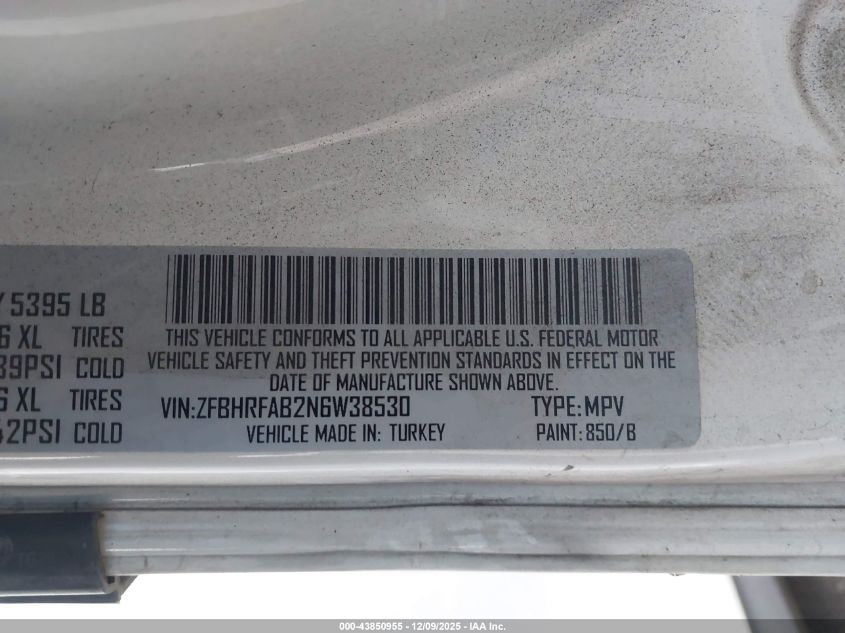 5395 LB
6 XL TIRES
39PSI COLD
6 XL TIRES
42PSI COLD
THIS VEHICLE CONFORMS TO ALL APPLICABLE U.S. FEDERAL MOTOR
VEHICLE SAFETY AND THEFT PREVENTION STANDARDS IN EFFECT ON THE
DATE OF MANUFACTURE SHOWN ABOVE.
VIN:ZFBHRFAB2N6W38530 TYPE:MPV
VEHICLE MADE IN: TURKEY PAINT:850/B
000-43850955 | 12/09/2025 | IAA Inc.